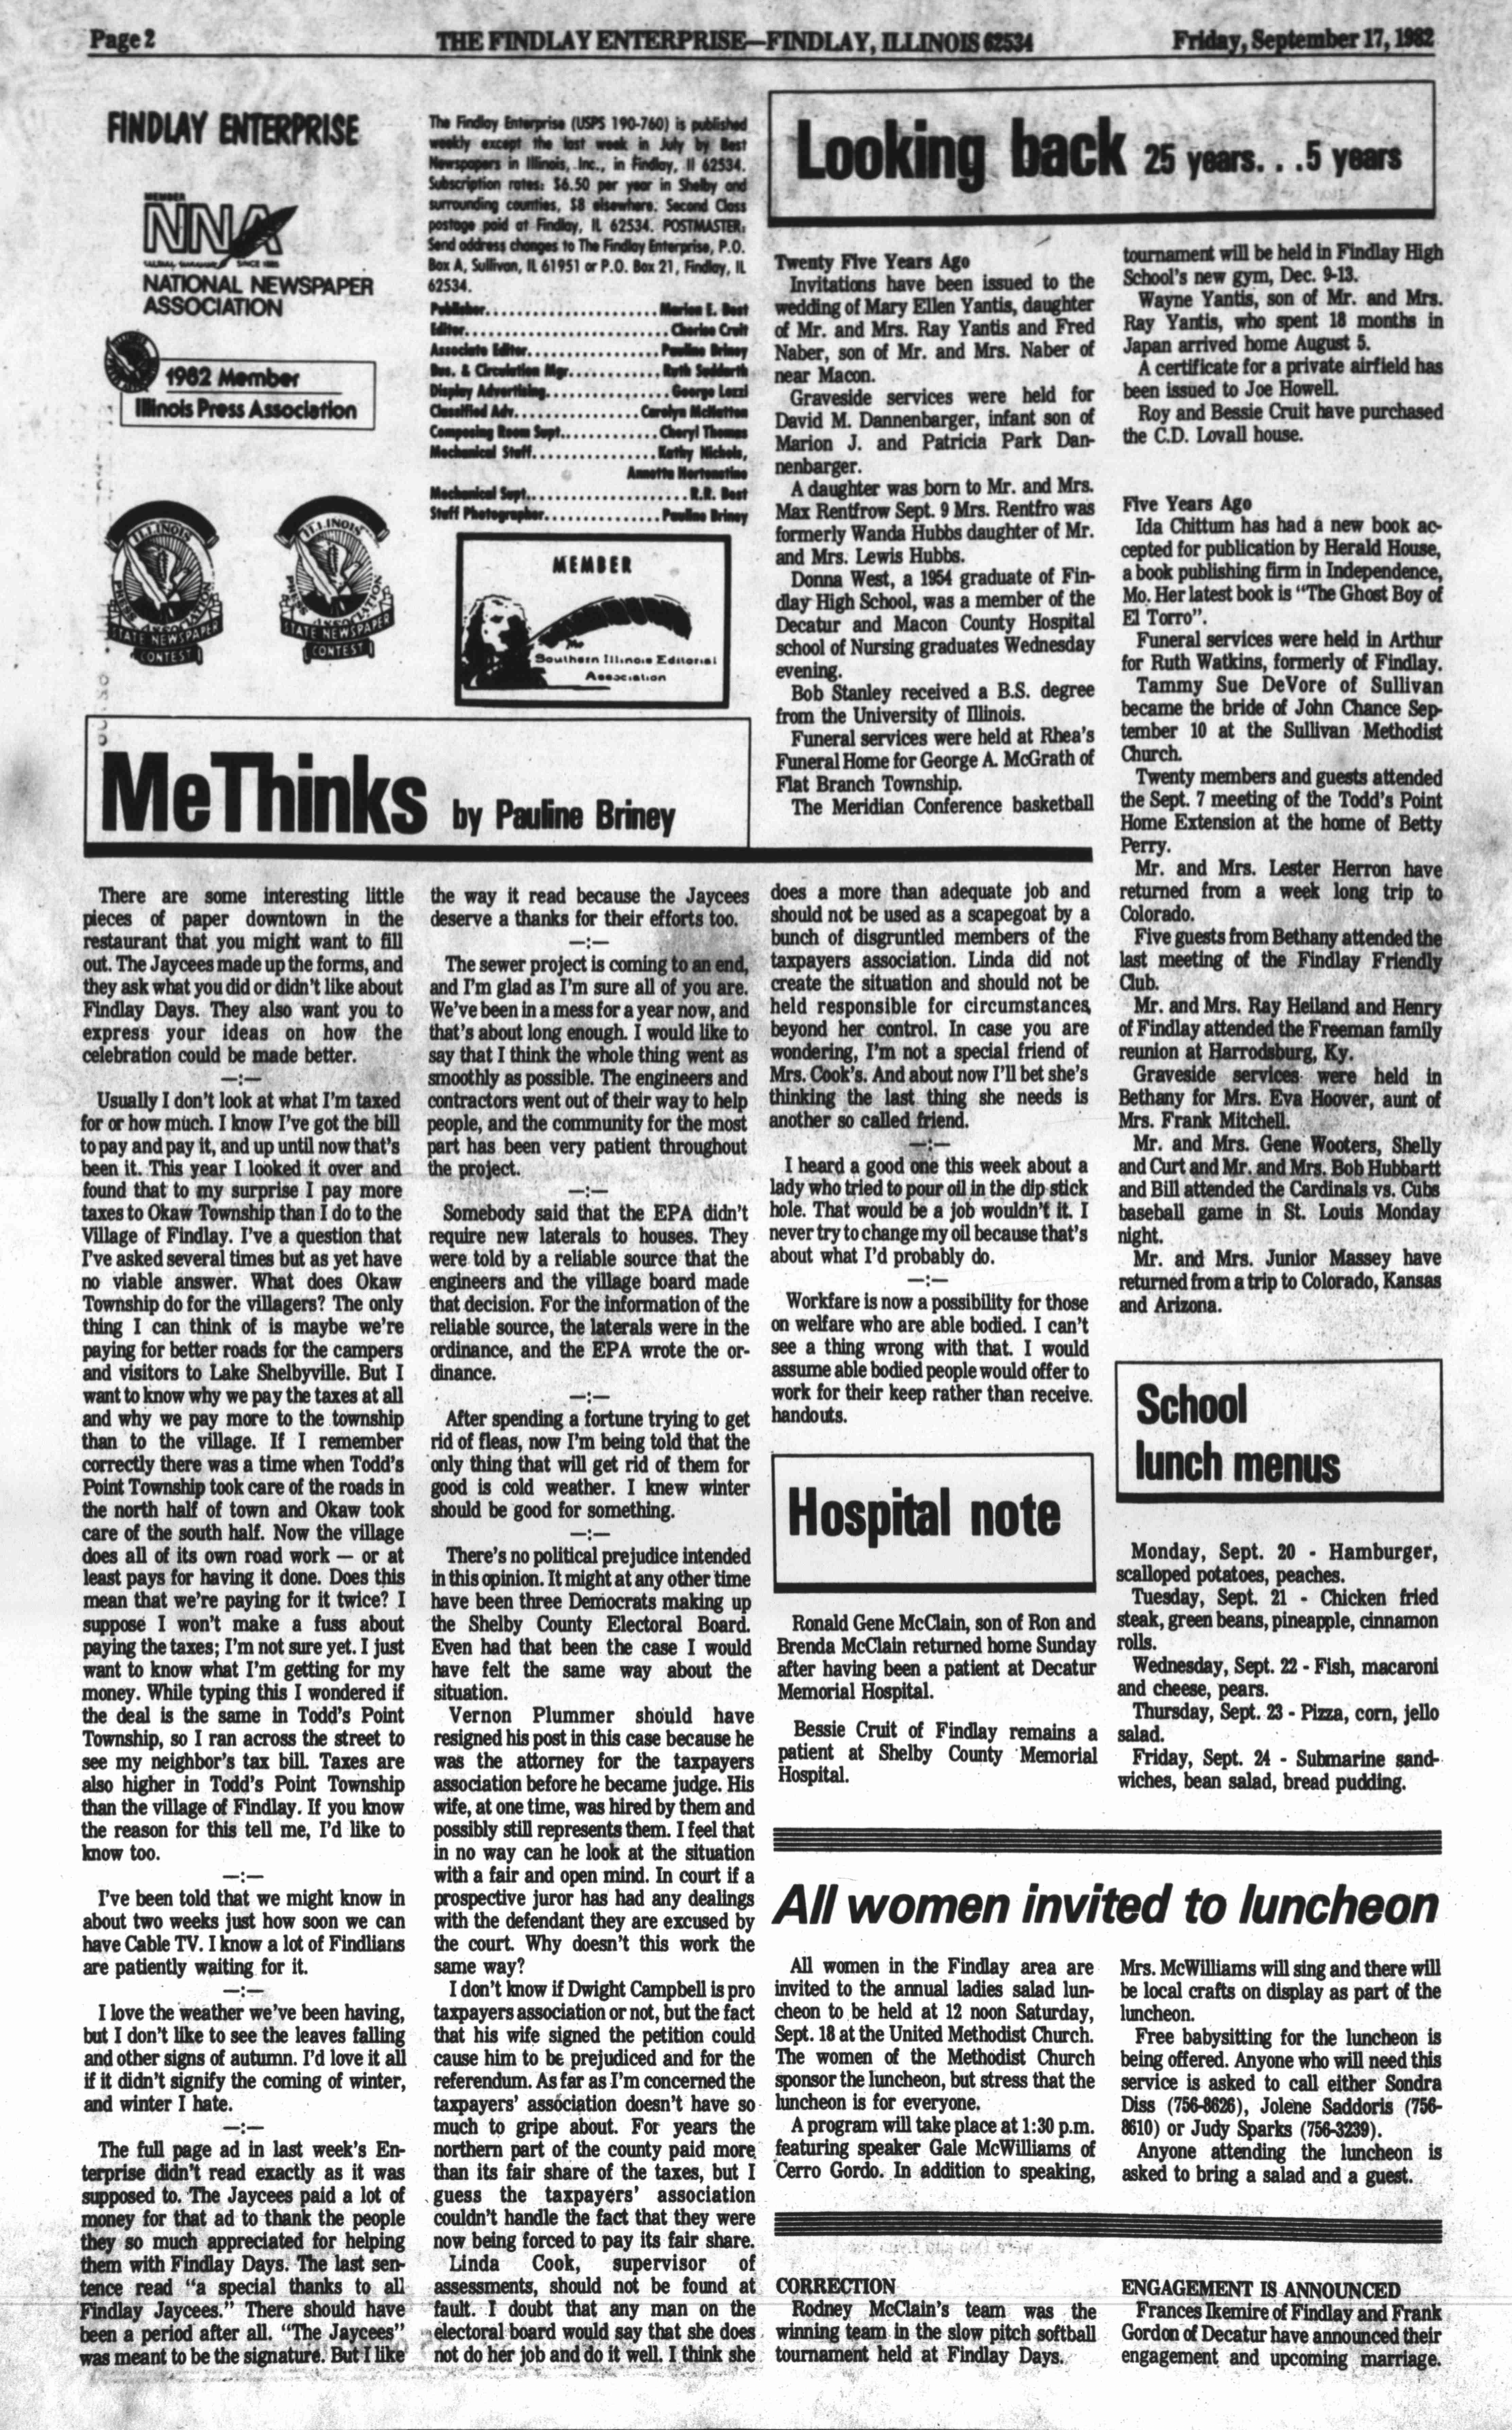 Page 2
THE FINDLAY ENTERPRISE—FINDLAY, ILLINOIS 62534
Friday, September 17, 1982
FINDLAY ENTERPRISE
MEMBER
NNA
SINCE 1885
NATIONAL NEWSPAPER
ASSOCIATION
1982 Member
Illinois Press Association
ILLINOIS
PRESS ASSOCIATION
STATE NEWSPAPER
CONTEST
ILLINOIS
PRESS ASSOCIATION
STATE NEWSPAPER
CONTEST
The Findlay Enterprise (USPS 190-760) is published
weekly except the last week in July by Best
Newspapers in Illinois, Inc., in Findlay, Il 62534.
Subscription rates: $6.50 per year in Shelby and
surrounding counties, $8 elsewhere. Second Class
postage paid at Findlay, IL 62534. POSTMASTER:
Send address changes to The Findlay Enterprise, P.O.
Box A, Sullivan, IL 61951 or P.O. Box 21, Findlay, IL
62534.
Publisher......................Marion E. Best
Editor..........................Charlee Cruit
Associate Editor................Pauline Briney
Bus. & Circulation Mgr............Ruth Suddarth
Display Advertising................George Lozzi
Classified Adv................Carolyn McNutton
Composing Room Supt............Cheryl Thomas
Mechanical Staff................Kathy Nichols,
Annette Hortenstine
Mechanical Supt.....................R.R. Best
Staff Photographer...............Pauline Briney
MEMBER
The
Southern Illinois Editorial
Association
MeThinks by Pauline Briney
There are some interesting little
pieces of paper downtown in the
restaurant that you might want to fill
out. The Jaycees made up the forms, and
they ask what you did or didn't like about
Findlay Days. They also want you to
express your ideas on how the
celebration could be made better.
—:—
Usually I don't look at what I'm taxed
for or how much. I know I've got the bill
to pay and pay it, and up until now that's
been it. This year I looked it over and
found that to my surprise I pay more
taxes to Okaw Township than I do to the
Village of Findlay. I've a question that
I've asked several times but as yet have
no viable answer. What does Okaw
Township do for the villagers? The only
thing I can think of is maybe we're
paying for better roads for the campers
and visitors to Lake Shelbyville. But I
want to know why we pay the taxes at all
and why we pay more to the township
than to the village. If I remember
correctly there was a time when Todd's
Point Township took care of the roads in
the north half of town and Okaw took
care of the south half. Now the village
does all of its own road work — or at
least pays for having it done. Does this
mean that we're paying for it twice? I
suppose I won't make a fuss about
paying the taxes; I'm not sure yet. I just
want to know what I'm getting for my
money. While typing this I wondered if
the deal is the same in Todd's Point
Township, so I ran across the street to
see my neighbor's tax bill. Taxes are
also higher in Todd's Point Township
than the village of Findlay. If you know
the reason for this tell me, I'd like to
know too.
—:—
I've been told that we might know in
about two weeks just how soon we can
have Cable TV. I know a lot of Findlians
are patiently waiting for it.
—:—
I love the weather we've been having,
but I don't like to see the leaves falling
and other signs of autumn. I'd love it all
if it didn't signify the coming of winter,
and winter I hate.
—:—
The full page ad in last week's En-
terprise didn't read exactly as it was
supposed to. The Jaycees paid a lot of
money for that ad to thank the people
they so much appreciated for helping
them with Findlay Days. The last sen-
tence read "a special thanks to all
Findlay Jaycees." There should have
been a period after all. "The Jaycees"
was meant to be the signature. But I like
the way it read because the Jaycees
deserve a thanks for their efforts too.
—:—
The sewer project is coming to an end,
and I'm glad as I'm sure all of you are.
We've been in a mess for a year now, and
that's about long enough. I would like to
say that I think the whole thing went as
smoothly as possible. The engineers and
contractors went out of their way to help
people, and the community for the most
part has been very patient throughout
the project.
—:—
Somebody said that the EPA didn't
require new laterals to houses. They
were told by a reliable source that the
engineers and the village board made
that decision. For the information of the
reliable source, the laterals were in the
ordinance, and the EPA wrote the or-
dinance.
—:—
After spending a fortune trying to get
rid of fleas, now I'm being told that the
only thing that will get rid of them for
good is cold weather. I knew winter
should be good for something.
—:—
There's no political prejudice intended
in this opinion. It might at any other time
have been three Democrats making up
the Shelby County Electoral Board.
Even had that been the case I would
have felt the same way about the
situation.
Vernon Plummer should have
resigned his post in this case because he
was the attorney for the taxpayers
association before he became judge. His
wife, at one time, was hired by them and
possibly still represents them. I feel that
in no way can he look at the situation
with a fair and open mind. In court if a
prospective juror has had any dealings
with the defendant they are excused by
the court. Why doesn't this work the
same way?
I don't know if Dwight Campbell is pro
taxpayers association or not, but the fact
that his wife signed the petition could
cause him to be prejudiced and for the
referendum. As far as I'm concerned the
taxpayers' association doesn't have so
much to gripe about. For years the
northern part of the county paid more
than its fair share of the taxes, but I
guess the taxpayers' association
couldn't handle the fact that they were
now being forced to pay its fair share.
Linda Cook, supervisor of
assessments, should not be found at
fault. I doubt that any man on the
electoral board would say that she does
not do her job and do it well. I think she
does a more than adequate job and
should not be used as a scapegoat by a
bunch of disgruntled members of the
taxpayers association. Linda did not
create the situation and should not be
held responsible for circumstances
beyond her control. In case you are
wondering, I'm not a special friend of
Mrs. Cook's. And about now I'll bet she's
thinking the last thing she needs is
another so called friend.
—:—
I heard a good one this week about a
lady who tried to pour oil in the dip stick
hole. That would be a job wouldn't it. I
never try to change my oil because that's
about what I'd probably do.
—:—
Workfare is now a possibility for those
on welfare who are able bodied. I can't
see a thing wrong with that. I would
assume able bodied people would offer to
work for their keep rather than receive
handouts.
Looking back 25 years. . .5 years
Twenty Five Years Ago
Invitations have been issued to the
wedding of Mary Ellen Yantis, daughter
of Mr. and Mrs. Ray Yantis and Fred
Naber, son of Mr. and Mrs. Naber of
near Macon.
Graveside services were held for
David M. Dannenbarger, infant son of
Marion J. and Patricia Park Dan-
nenbarger.
A daughter was born to Mr. and Mrs.
Max Rentfrow Sept. 9 Mrs. Rentfro was
formerly Wanda Hubbs daughter of Mr.
and Mrs. Lewis Hubbs.
Donna West, a 1954 graduate of Fin-
dlay High School, was a member of the
Decatur and Macon County Hospital
school of Nursing graduates Wednesday
evening.
Bob Stanley received a B.S. degree
from the University of Illinois.
Funeral services were held at Rhea's
Funeral Home for George A. McGrath of
Flat Branch Township.
The Meridian Conference basketball
tournament will be held in Findlay High
School's new gym, Dec. 9-13.
Wayne Yantis, son of Mr. and Mrs.
Ray Yantis, who spent 18 months in
Japan arrived home August 5.
A certificate for a private airfield has
been issued to Joe Howell.
Roy and Bessie Cruit have purchased
the C.D. Lovall house.
Five Years Ago
Ida Chittum has had a new book ac-
cepted for publication by Herald House,
a book publishing firm in Independence,
Mo. Her latest book is "The Ghost Boy of
El Torro".
Funeral services were held in Arthur
for Ruth Watkins, formerly of Findlay.
Tammy Sue DeVore of Sullivan
became the bride of John Chance Sep-
tember 10 at the Sullivan Methodist
Church.
Twenty members and guests attended
the Sept. 7 meeting of the Todd's Point
Home Extension at the home of Betty
Perry.
Mr. and Mrs. Lester Herron have
returned from a week long trip to
Colorado.
Five guests from Bethany attended the
last meeting of the Findlay Friendly
Club.
Mr. and Mrs. Ray Heiland and Henry
of Findlay attended the Freeman family
reunion at Harrodsburg, Ky.
Graveside services were held in
Bethany for Mrs. Eva Hoover, aunt of
Mrs. Frank Mitchell.
Mr. and Mrs. Gene Wooters, Shelly
and Curt and Mr. and Mrs. Bob Hubbartt
and Bill attended the Cardinals vs. Cubs
baseball game in St. Louis Monday
night.
Mr. and Mrs. Junior Massey have
returned from a trip to Colorado, Kansas
and Arizona.
Hospital note
Ronald Gene McClain, son of Ron and
Brenda McClain returned home Sunday
after having been a patient at Decatur
Memorial Hospital.
Bessie Cruit of Findlay remains a
patient at Shelby County Memorial
Hospital.
School
lunch menus
Monday, Sept. 20 - Hamburger,
scalloped potatoes, peaches.
Tuesday, Sept. 21 - Chicken fried
steak, green beans, pineapple, cinnamon
rolls.
Wednesday, Sept. 22 - Fish, macaroni
and cheese, pears.
Thursday, Sept. 23 - Pizza, corn, jello
salad.
Friday, Sept. 24 - Submarine sand-
wiches, bean salad, bread pudding.
All women invited to luncheon
All women in the Findlay area are
invited to the annual ladies salad lun-
cheon to be held at 12 noon Saturday,
Sept. 18 at the United Methodist Church.
The women of the Methodist Church
sponsor the luncheon, but stress that the
luncheon is for everyone.
A program will take place at 1:30 p.m.
featuring speaker Gale McWilliams of
Cerro Gordo. In addition to speaking,
Mrs. McWilliams will sing and there will
be local crafts on display as part of the
luncheon.
Free babysitting for the luncheon is
being offered. Anyone who will need this
service is asked to call either Sondra
Diss (756-8626), Jolene Saddoris (756-
8610) or Judy Sparks (756-3239).
Anyone attending the luncheon is
asked to bring a salad and a guest.
CORRECTION
Rodney McClain's team was the
winning team in the slow pitch softball
tournament held at Findlay Days.
ENGAGEMENT IS ANNOUNCED
Frances Ikemire of Findlay and Frank
Gordon of Decatur have announced their
engagement and upcoming marriage.